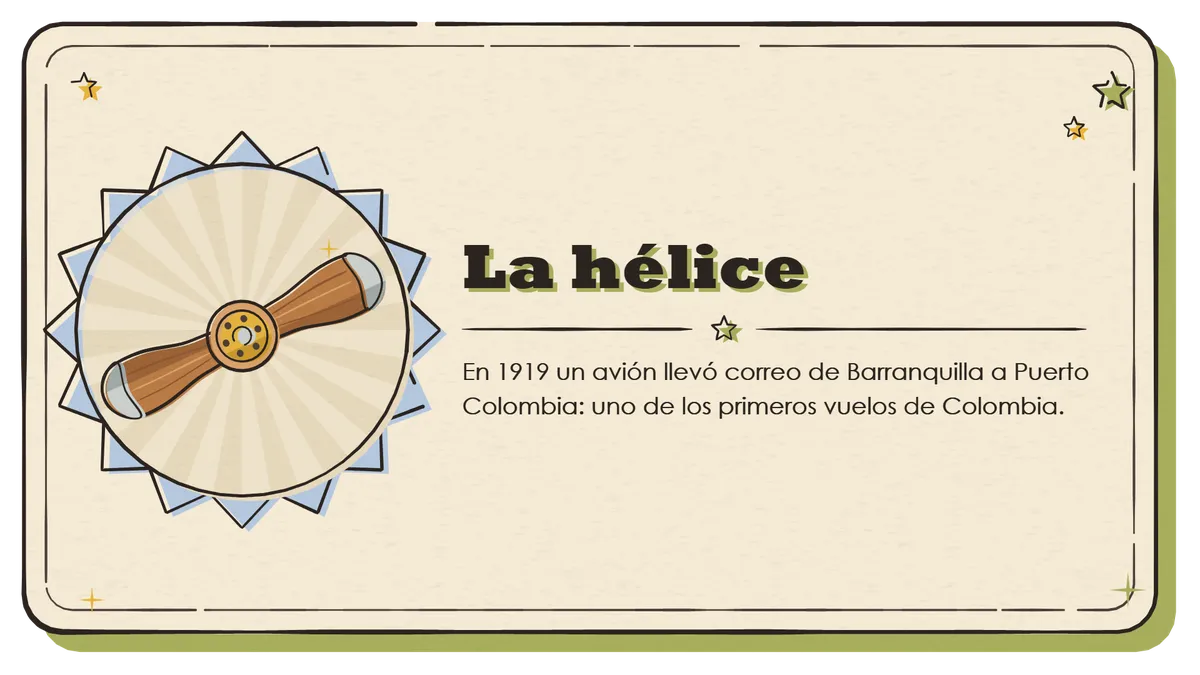 La hélice
En 1919 un avión llevó correo de Barranquilla a Puerto
Colombia: uno de los primeros vuelos de Colombia.